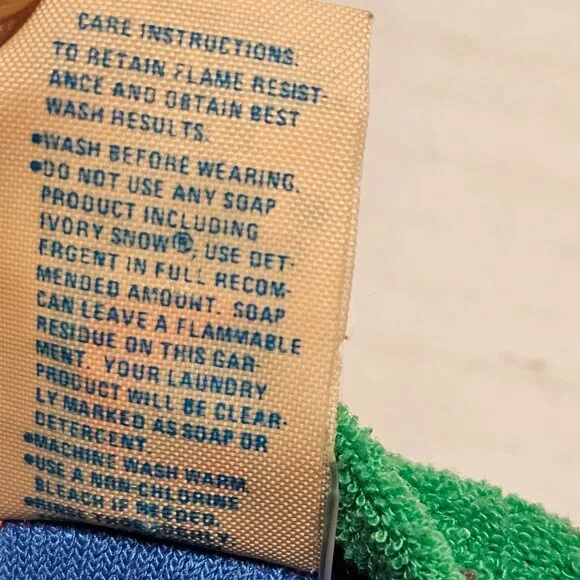 CARE INSTRUCTIONS.
TO RETAIN FLAME RESIST-
ANCE AND OBTAIN BEST
WASH RESULTS.
•WASH BEFORE WEARING.
•DO NOT USE ANY SOAP
PRODUCT INCLUDING
IVORY SNOW®, USE DET-
ERGENT IN FULL RECOM-
MENDED AMOUNT. SOAP
CAN LEAVE A FLAMMABLE
RESIDUE ON THIS GAR-
MENT. YOUR LAUNDRY
PRODUCT WILL BE CLEAR-
LY MARKED AS SOAP OR
DETERGENT.
•MACHINE WASH WARM.
•USE A NON-CHLORINE
BLEACH IF NEEDED.